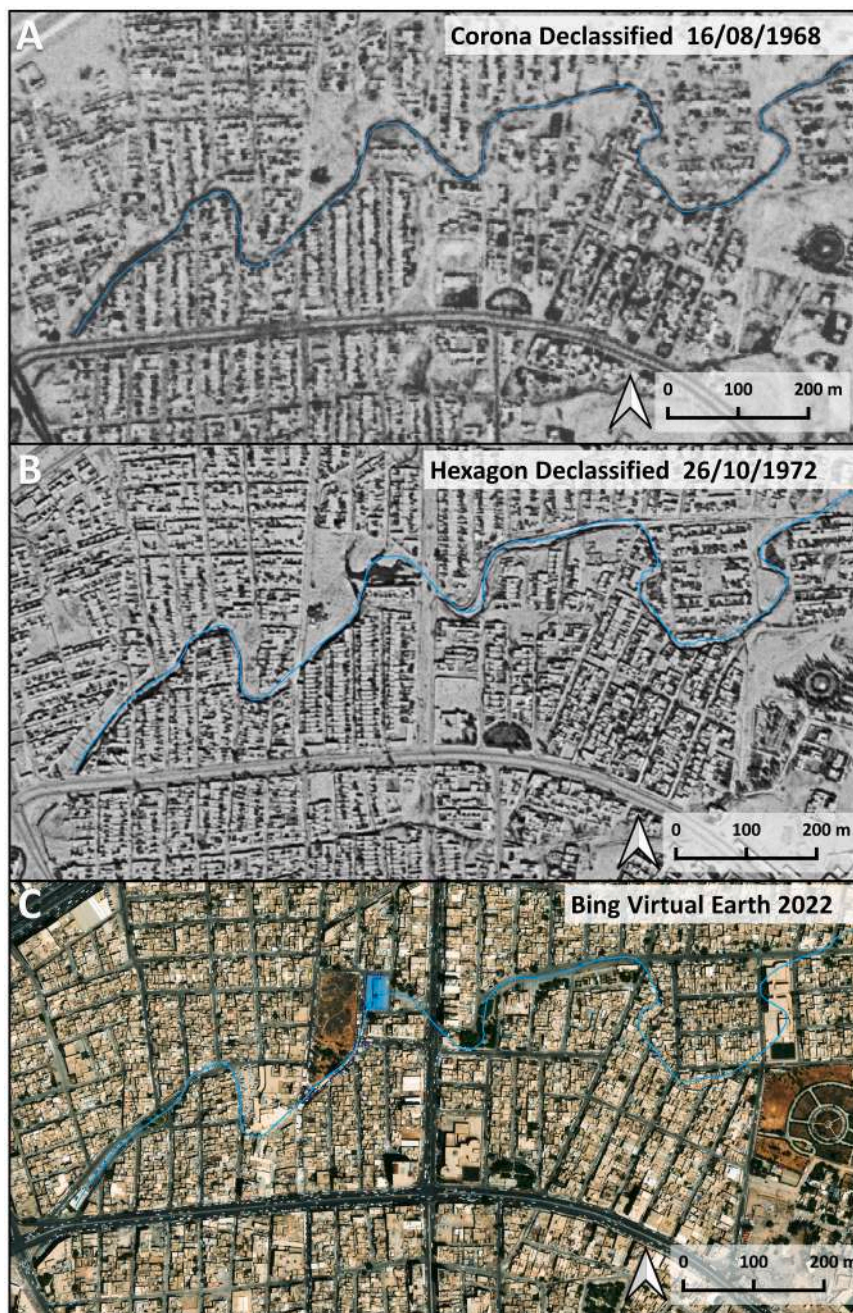 A
Corona Declassified 16/08/1968
0 100 200 m
B
Hexagon Declassified 26/10/1972
0 100 200 m
C
Bing Virtual Earth 2022
0 100 200 m